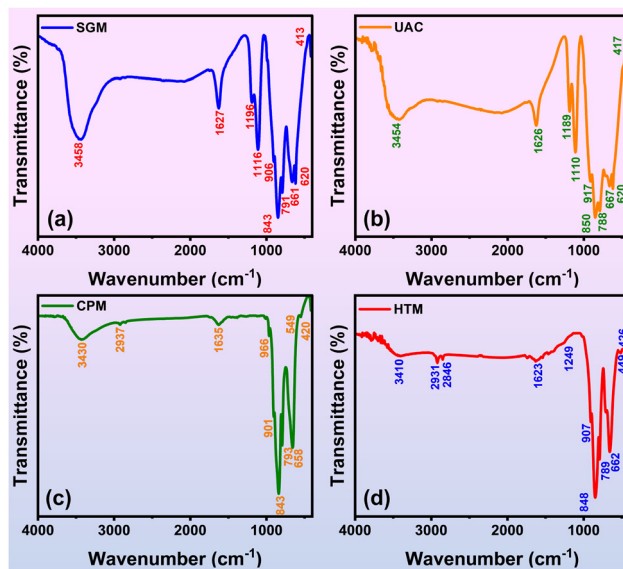 SGM
Transmittance (%)
3458
1627
1196
1116
906
843
791
661
620
413
(a)
4000 3000 2000 1000
Wavenumber (cm⁻¹)
UAC
Transmittance (%)
3454
1626
1189
1110
917
850
788
667
620
417
(b)
4000 3000 2000 1000
Wavenumber (cm⁻¹)
CPM
Transmittance (%)
3430
2937
1635
966
901
843
793
658
549
420
(c)
4000 3000 2000 1000
Wavenumber (cm⁻¹)
HTM
Transmittance (%)
3410
2931
2846
1623
1249
907
848
789
662
449
426
(d)
4000 3000 2000 1000
Wavenumber (cm⁻¹)